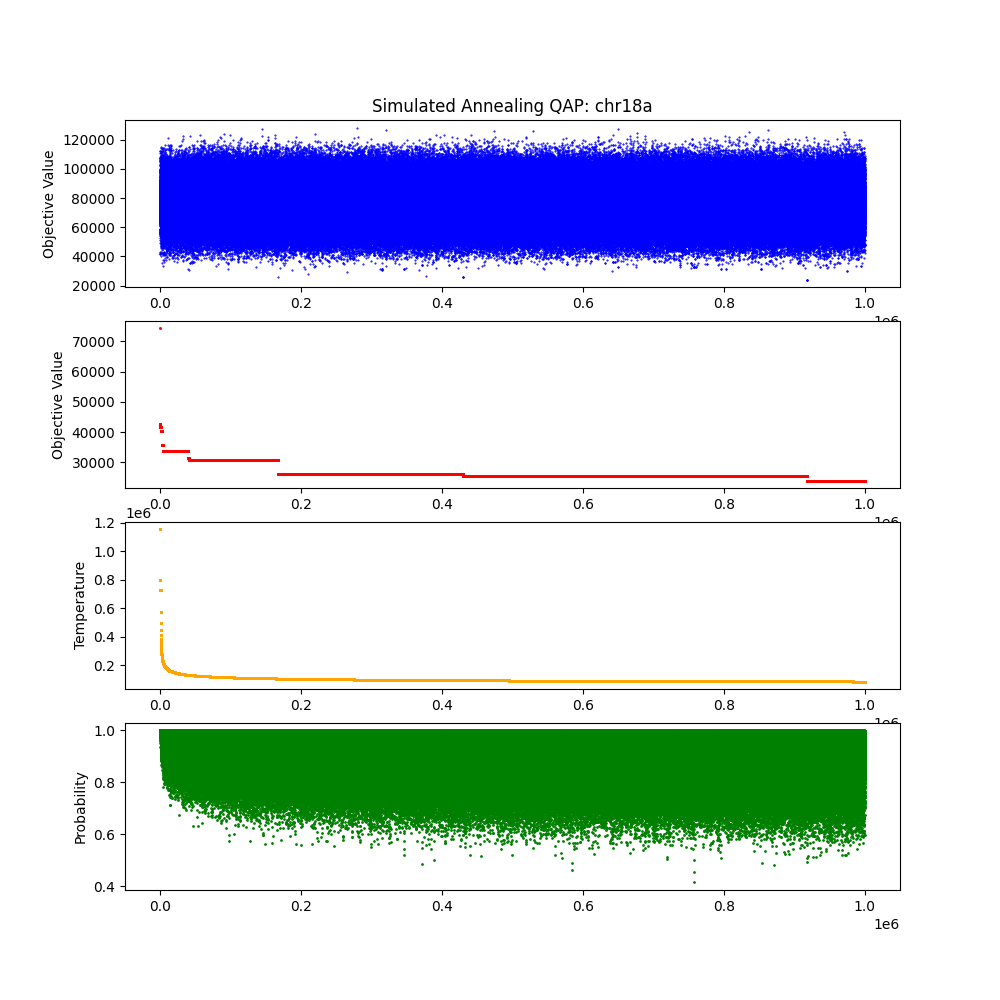 Simulated Annealing QAP: chr18a
120000
100000
80000
60000
40000
20000
Objective Value
0.0 0.2 0.4 0.6 0.8 1.0
1e6
70000
60000
50000
40000
30000
Objective Value
0.0 0.2 0.4 0.6 0.8 1.0
1e6
1e6
1.2
1.0
0.8
0.6
0.4
0.2
Temperature
0.0 0.2 0.4 0.6 0.8 1.0
1e6
1.0
0.8
0.6
0.4
Probability
0.0 0.2 0.4 0.6 0.8 1.0
1e6